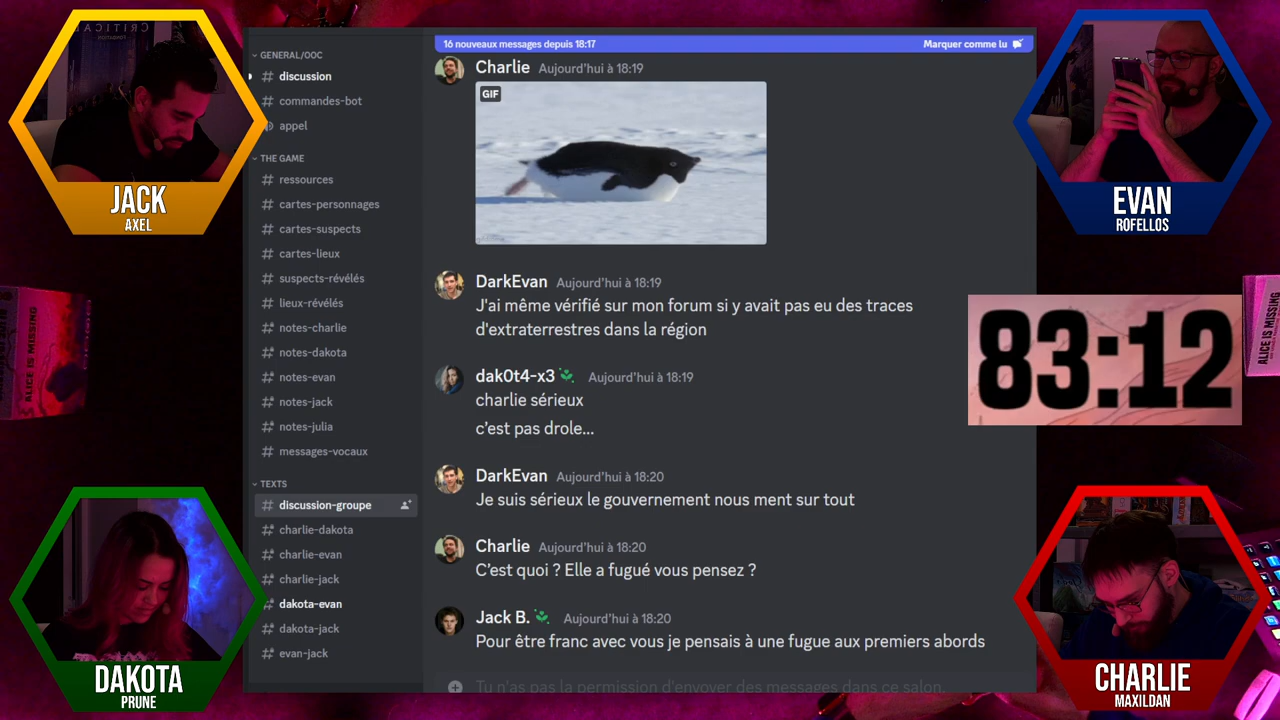 CRITICAL
FONDATION
JACK
AXEL
EVAN
ROFELLOS
DAKOTA
PRUNE
CHARLIE
MAXILDAN
83:12
ALICE IS MISSING
ALICE IS MISSING
GENERAL/OOC
# discussion
# commandes-bot
appel
THE GAME
# ressources
# cartes-personnages
# cartes-suspects
# cartes-lieux
# suspects-révélés
# lieux-révélés
# notes-charlie
# notes-dakota
# notes-evan
# notes-jack
# notes-julia
# messages-vocaux
TEXTS
# discussion-groupe
# charlie-dakota
# charlie-evan
# charlie-jack
# dakota-evan
# dakota-jack
# evan-jack
16 nouveaux messages depuis 18:17 Marquer comme lu
Charlie Aujourd'hui à 18:19
GIF
DarkEvan Aujourd'hui à 18:19
J'ai même vérifié sur mon forum si y avait pas eu des traces
d'extraterrestres dans la région
dak0t4-x3 Aujourd'hui à 18:19
charlie sérieux
c'est pas drole...
DarkEvan Aujourd'hui à 18:20
Je suis sérieux le gouvernement nous ment sur tout
Charlie Aujourd'hui à 18:20
C'est quoi ? Elle a fugué vous pensez ?
Jack B. Aujourd'hui à 18:20
Pour être franc avec vous je pensais à une fugue aux premiers abords
Tu n'as pas la permission d'envoyer des messages dans ce salon.